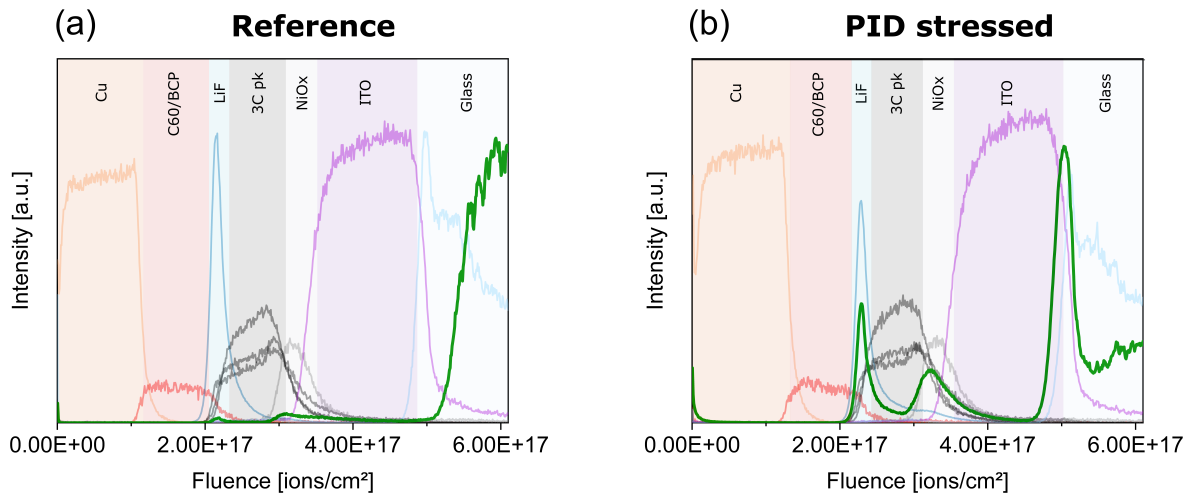 (a) Reference
Cu
C60/BCP
LiF
3C pk
NiOx
ITO
Glass
Intensity [a.u.]
0.00E+00 2.00E+17 4.00E+17 6.00E+17
Fluence [ions/cm²]
(b) PID stressed
Cu
C60/BCP
LiF
3C pk
NiOx
ITO
Glass
Intensity [a.u.]
0.00E+00 2.00E+17 4.00E+17 6.00E+17
Fluence [ions/cm²]